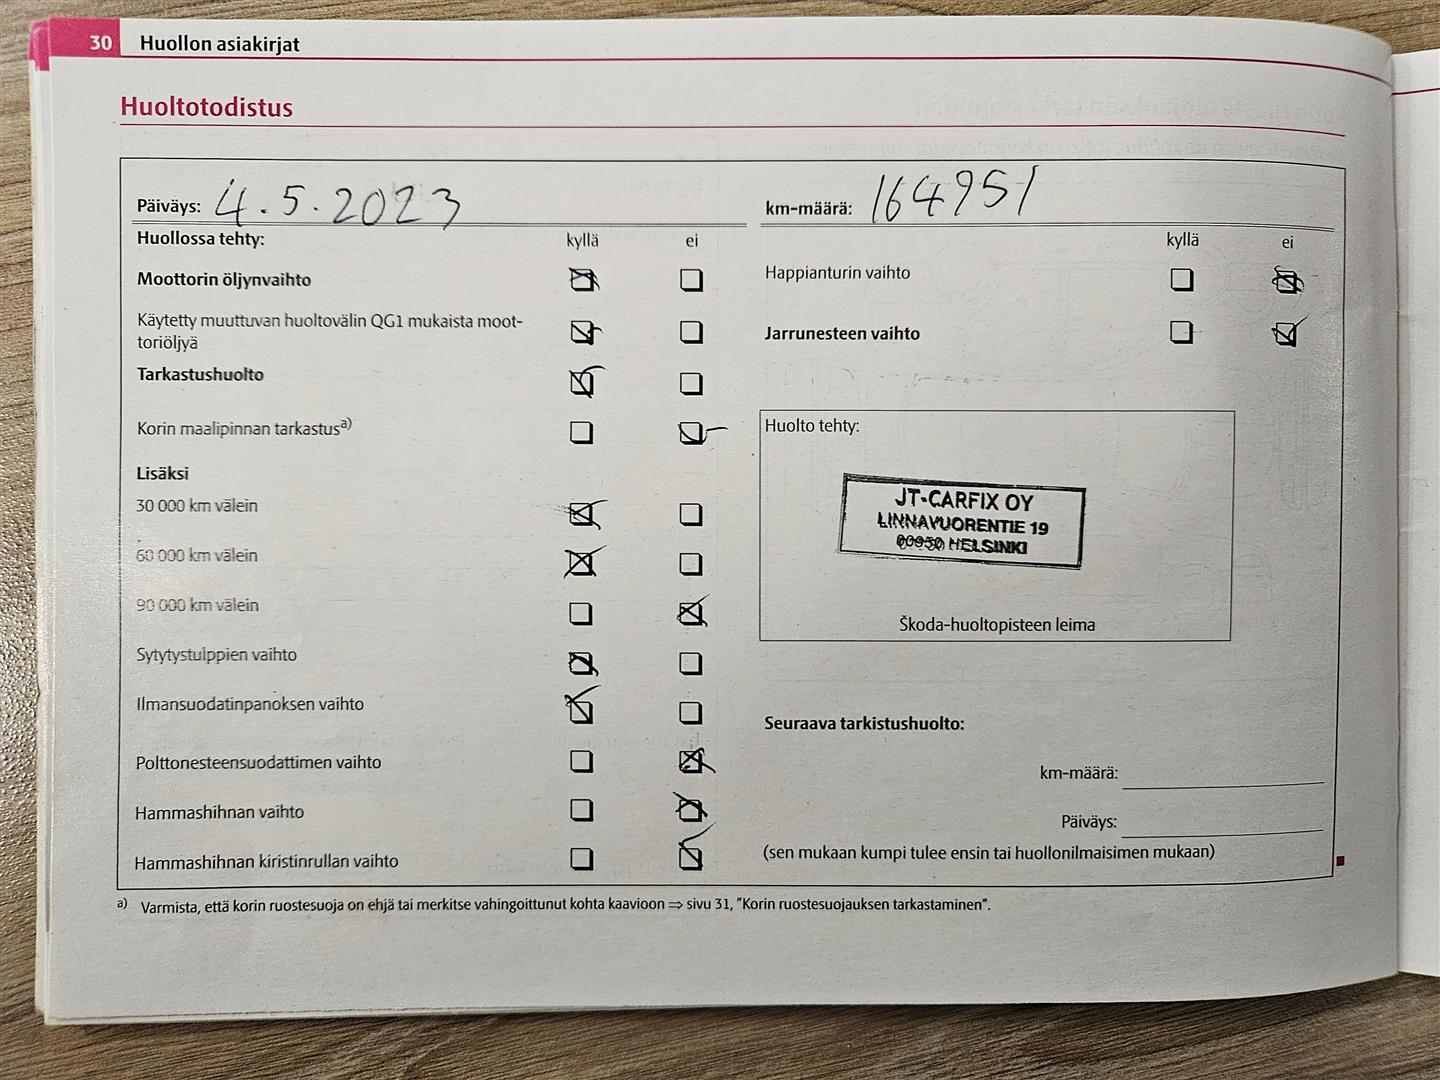 30 Huollon asiakirjat
Huoltotodistus
Päiväys: 4.5.2023
km-määrä: 164951
Huollossa tehty: kyllä ei
Moottorin öljynvaihto
Käytetty muuttuvan huoltovälin QG1 mukaista moot-
toriöljyä
Tarkastushuolto
Korin maalipinnan tarkastus a)
Lisäksi
30 000 km välein
60 000 km välein
90 000 km välein
Sytytystulppien vaihto
Ilmansuodatinpanoksen vaihto
Polttonesteensuodattimen vaihto
Hammashihnan vaihto
Hammashihnan kiristinrullan vaihto
kyllä ei
Happianturin vaihto
Jarrunesteen vaihto
Huolto tehty:
JT-CARFIX OY
LINNAVUORENTIE 19
00950 HELSINKI
Škoda-huoltopisteen leima
Seuraava tarkistushuolto:
km-määrä:
Päiväys:
(sen mukaan kumpi tulee ensin tai huollonilmaisimen mukaan)
a) Varmista, että korin ruostesuoja on ehjä tai merkitse vahingoittunut kohta kaavioon ⇒ sivu 31, "Korin ruostesuojauksen tarkastaminen".